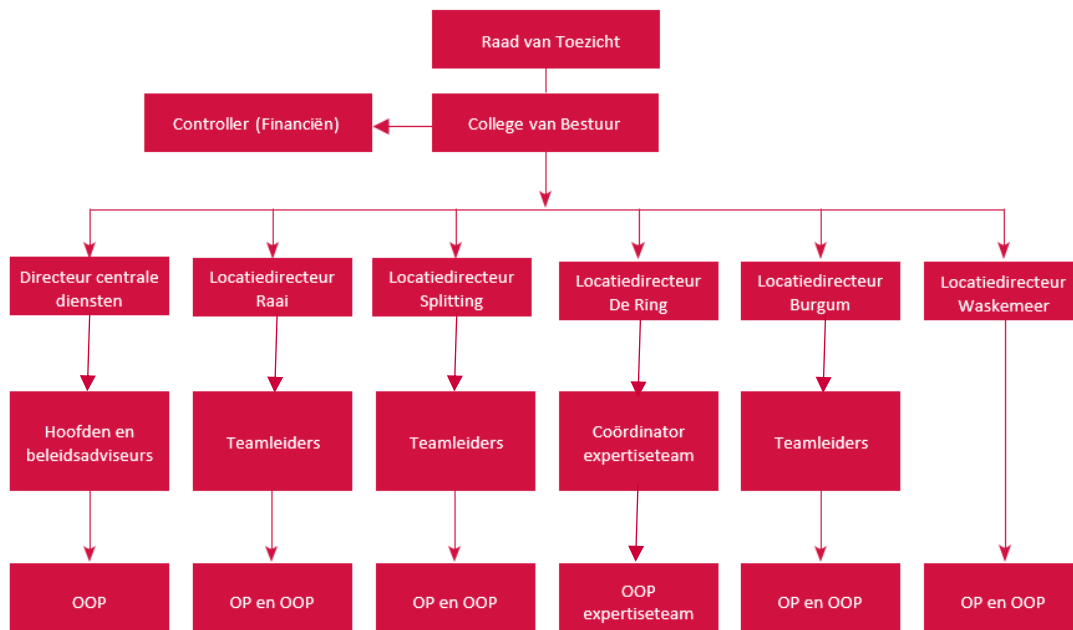 Raad van Toezicht
Controller (Financiën)
College van Bestuur
Directeur centrale
diensten
Locatiedirecteur
Raai
Locatiedirecteur
Splitting
Locatiedirecteur
De Ring
Locatiedirecteur
Burgum
Locatiedirecteur
Waskemeer
Hoofden en
beleidsadviseurs
Teamleiders
Teamleiders
Coördinator
expertiseteam
Teamleiders
OOP
OP en OOP
OP en OOP
OOP
expertiseteam
OP en OOP
OP en OOP